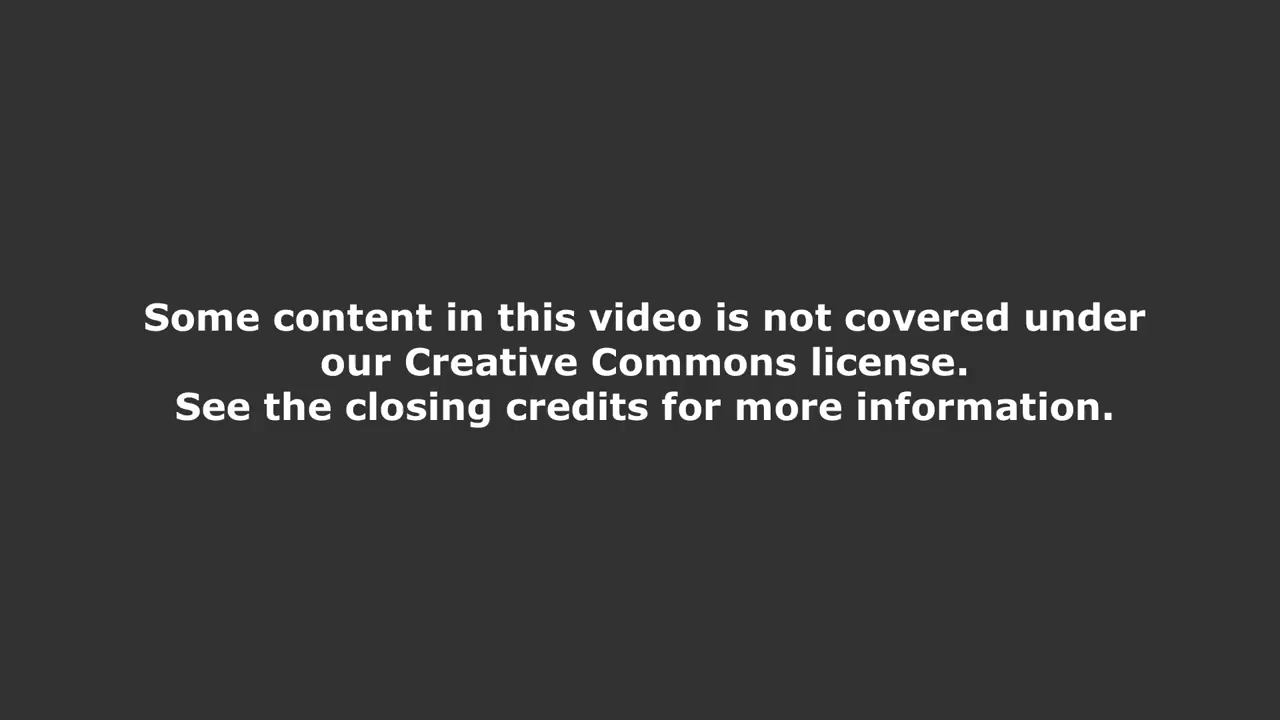 Some content in this video is not covered under
our Creative Commons license.
See the closing credits for more information.